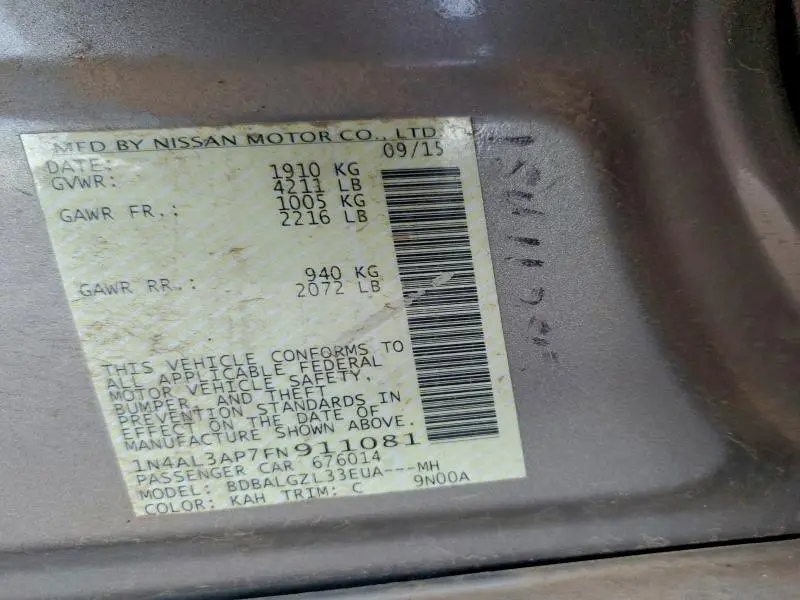 MFD BY NISSAN MOTOR CO., LTD
DATE: 09/15
GVWR: 1910 KG
4211 LB
GAWR FR.: 1005 KG
2216 LB
GAWR RR.: 940 KG
2072 LB
THIS VEHICLE CONFORMS TO
ALL APPLICABLE FEDERAL
MOTOR VEHICLE SAFETY,
BUMPER, AND THEFT
PREVENTION STANDARDS IN
EFFECT ON THE DATE OF
MANUFACTURE SHOWN ABOVE.
1N4AL3AP7FN911081
PASSENGER CAR 676014
MODEL: BDBALGZL33EUA---MH
COLOR: KAH TRIM: C 9N00A